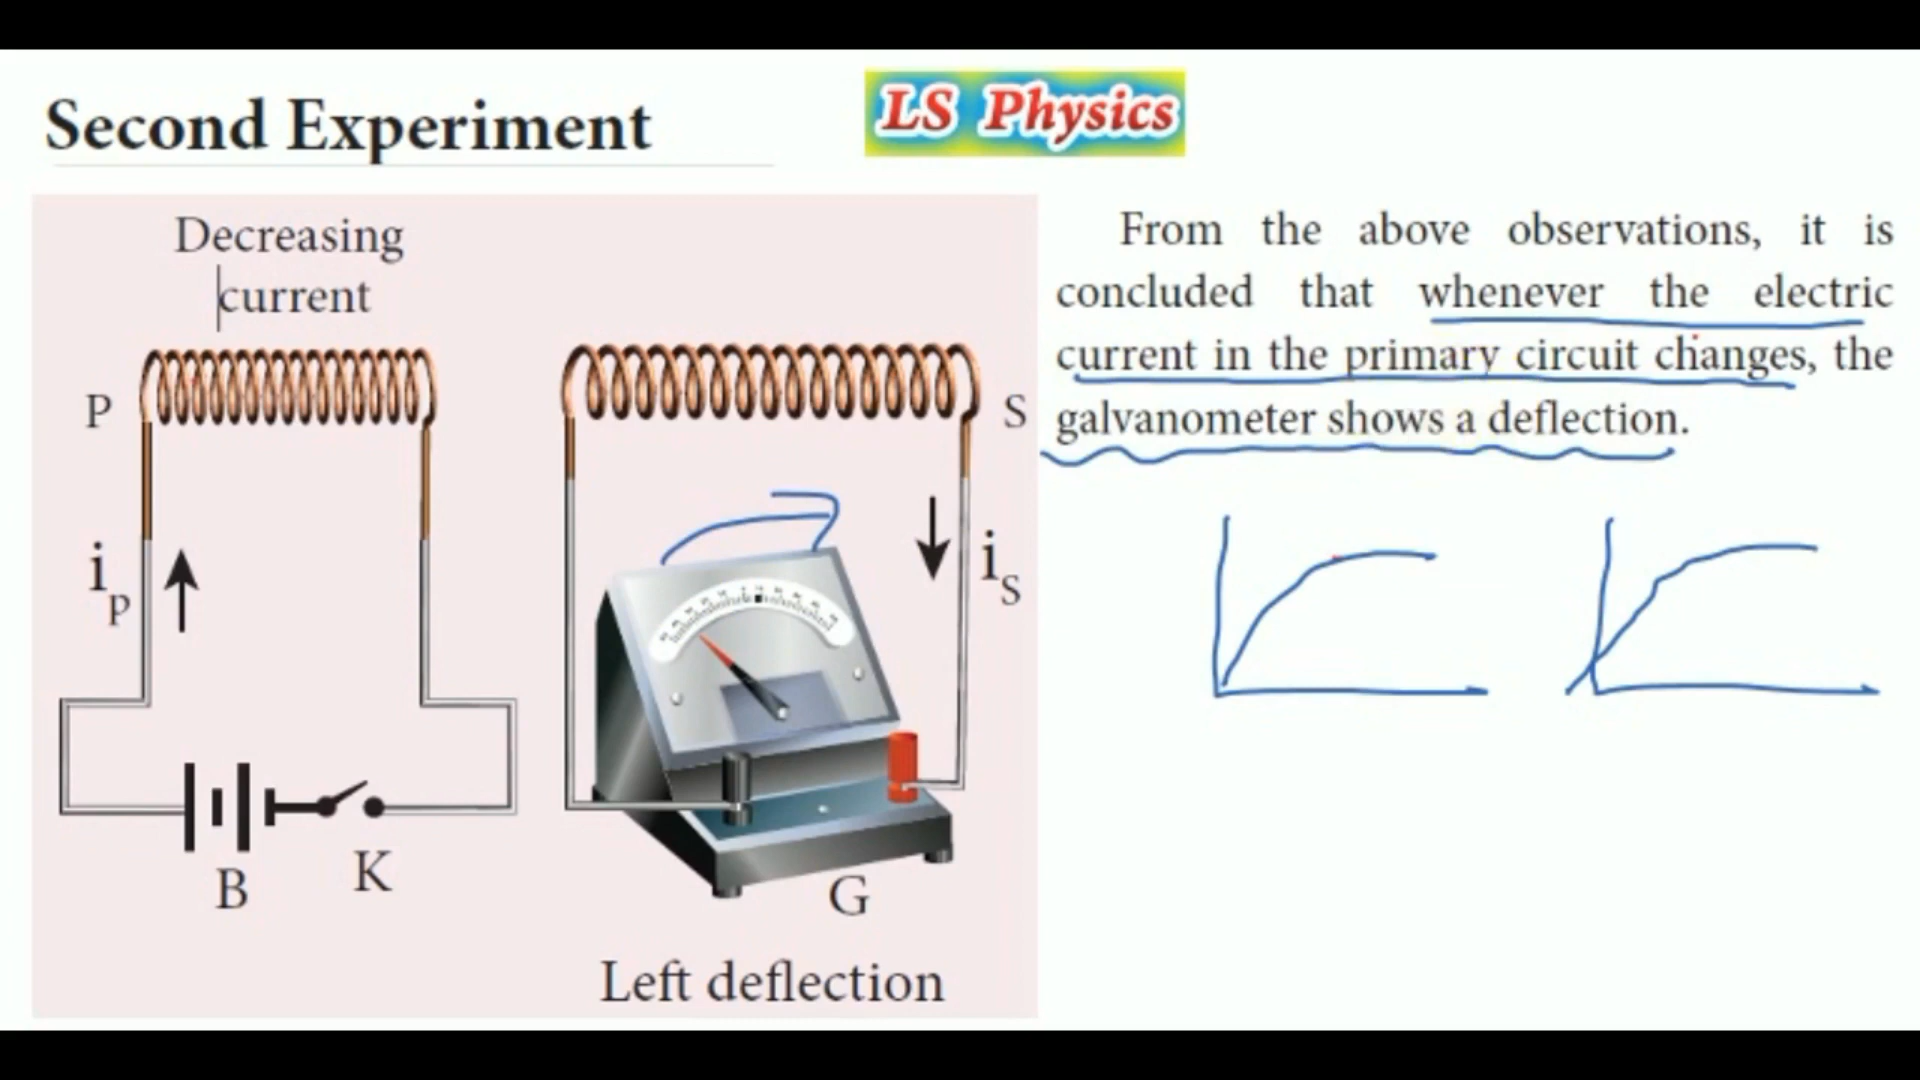 Second Experiment
LS Physics
Decreasing
current
P
S
i
p
i
S
B
K
G
Left deflection
From the above observations, it is
concluded that whenever the electric
current in the primary circuit changes, the
galvanometer shows a deflection.